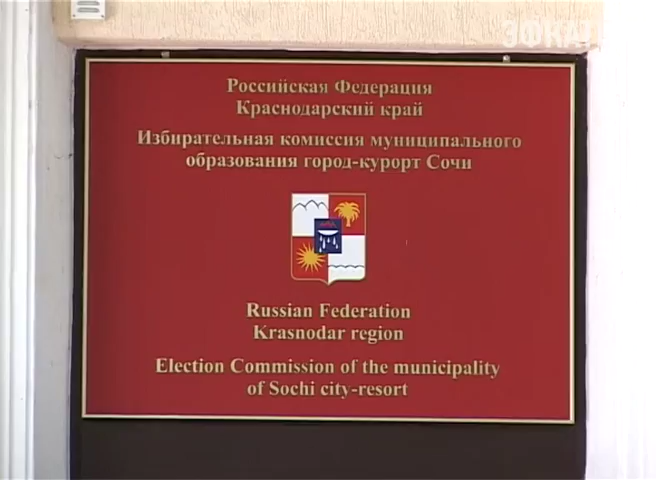 ЭФКАТ
Российская Федерация
Краснодарский край
Избирательная комиссия муниципального
образования город-курорт Сочи
Russian Federation
Krasnodar region
Election Commission of the municipality
of Sochi city-resort